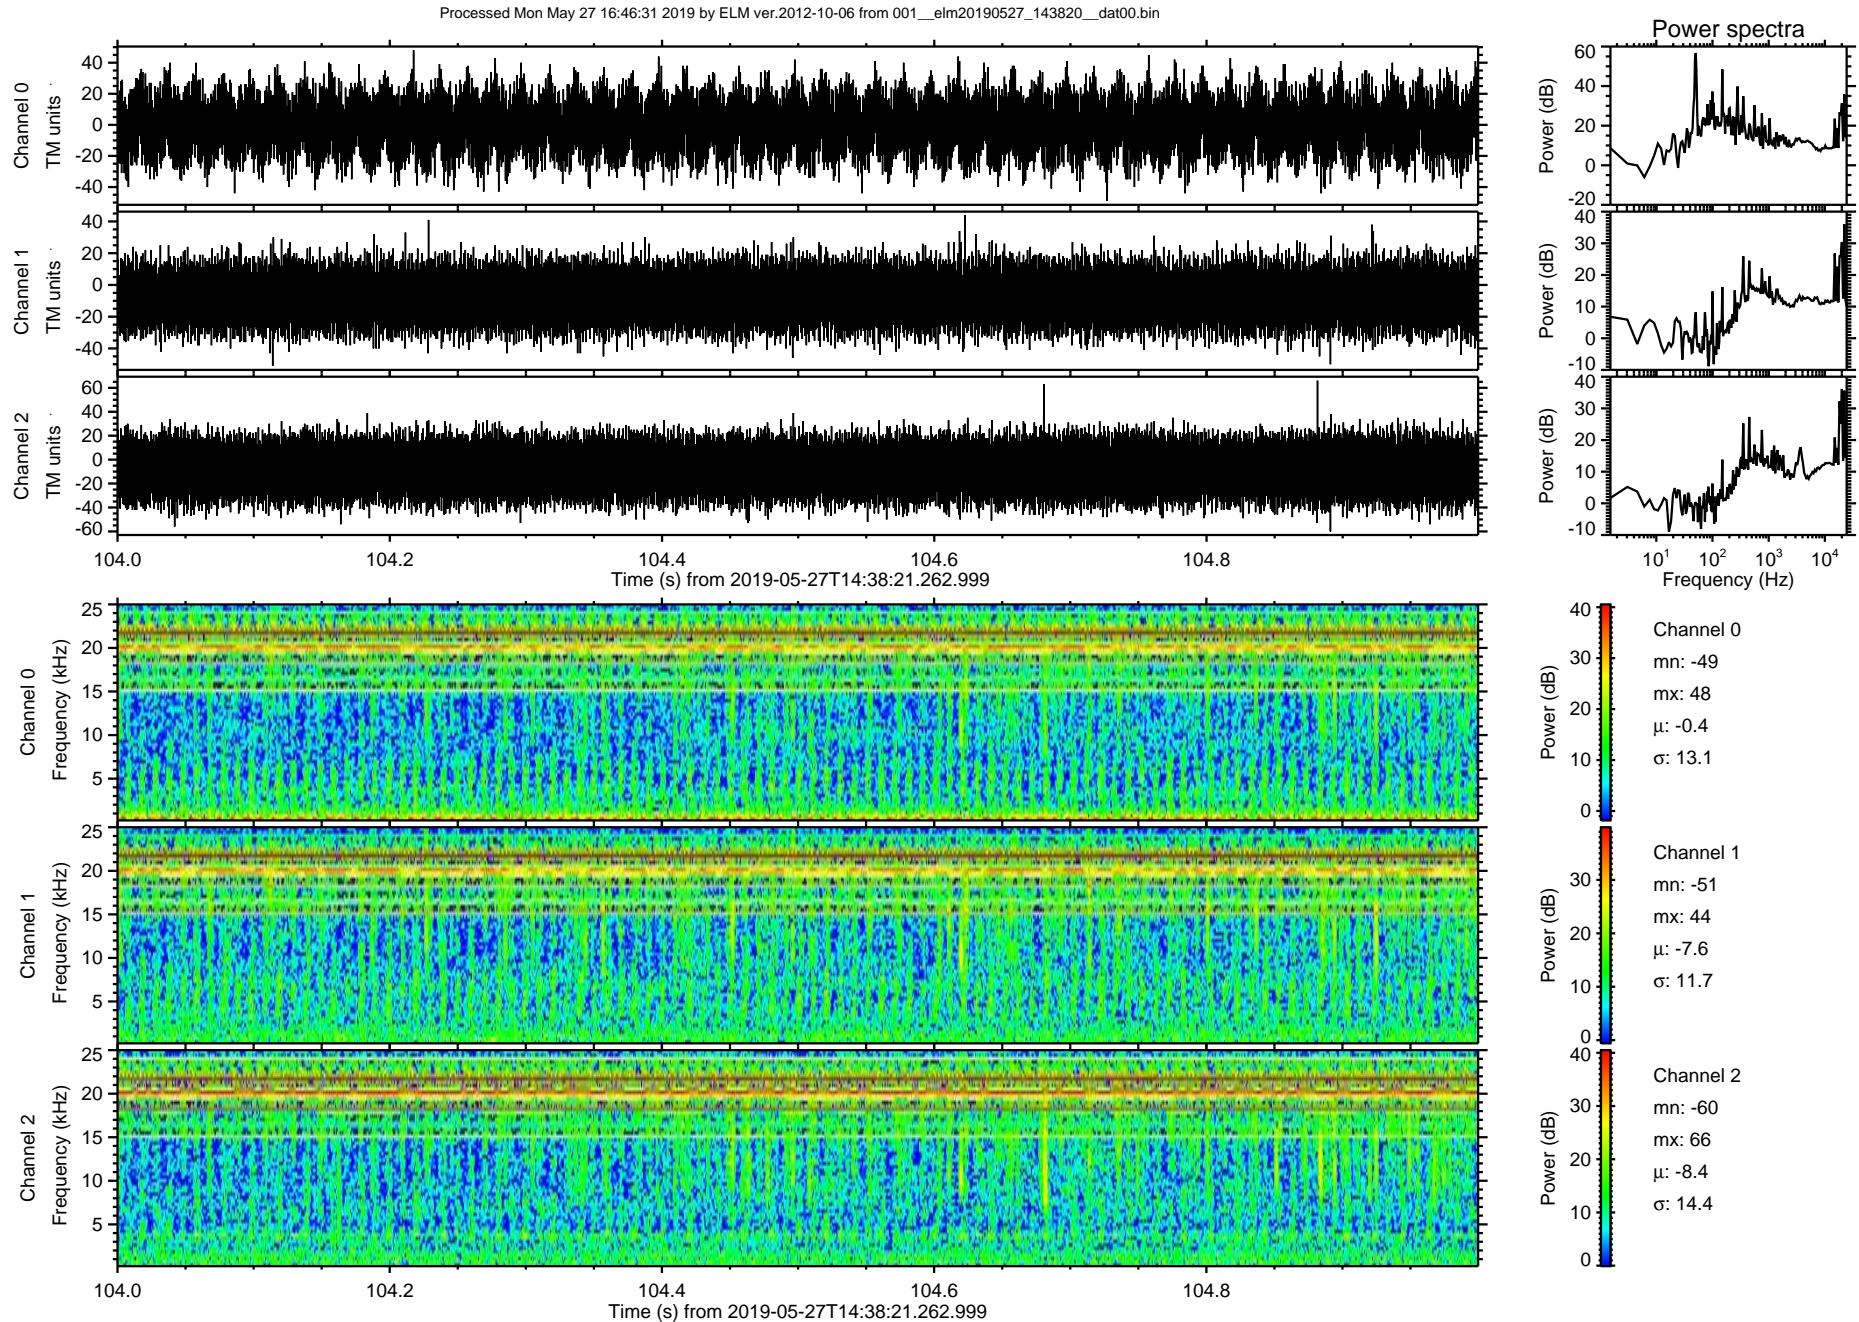 Processed Mon May 27 16:46:31 2019 by ELM ver.2012-10-06 from 001__elm20190527_143820__dat00.bin
Power spectra
Channel 0
TM units
40
20
0
-20
-40
Power (dB)
60
40
20
0
-20
Channel 1
TM units
40
20
0
-20
-40
Power (dB)
40
30
20
10
0
-10
Channel 2
TM units
60
40
20
0
-20
-40
-60
Power (dB)
40
30
20
10
0
-10
104.0 104.2 104.4 104.6 104.8
Time (s) from 2019-05-27T14:38:21.262.999
10¹ 10² 10³ 10⁴
Frequency (Hz)
Channel 0
Frequency (kHz)
25
20
15
10
5
Power (dB)
40
30
20
10
0
Channel 0
mn: -49
mx: 48
μ: -0.4
σ: 13.1
Channel 1
Frequency (kHz)
25
20
15
10
5
Power (dB)
30
20
10
0
Channel 1
mn: -51
mx: 44
μ: -7.6
σ: 11.7
Channel 2
Frequency (kHz)
25
20
15
10
5
Power (dB)
40
30
20
10
0
Channel 2
mn: -60
mx: 66
μ: -8.4
σ: 14.4
104.0 104.2 104.4 104.6 104.8
Time (s) from 2019-05-27T14:38:21.262.999